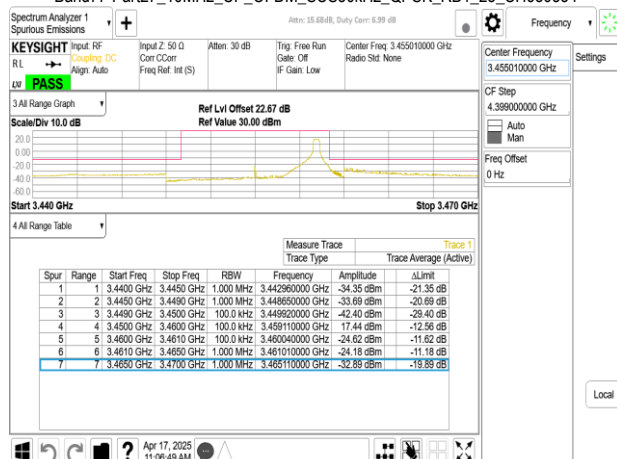 Spectrum Analyzer 1
Spurious Emissions
Attn: 15.68dB, Duty Corr: 6.99 dB
Frequency
KEYSIGHT
Input: RF
Coupling: DC
Align: Auto
Input Z: 50 Ω
Corr CCorr
Freq Ref: Int (S)
Atten: 30 dB
Trig: Free Run
Gate: Off
IF Gain: Low
Center Freq: 3.455010000 GHz
Radio Std: None
RL
LXI
PASS
Center Frequency
3.455010000 GHz
Settings
CF Step
4.399000000 GHz
Auto
Man
Freq Offset
0 Hz
3 All Range Graph
Scale/Div 10.0 dB
Ref Lvl Offset 22.67 dB
Ref Value 30.00 dBm
20.0
0.00
-20.0
-40.0
-60.0
Start 3.440 GHz
Stop 3.470 GHz
4 All Range Table
Measure Trace Trace 1
Trace Type Trace Average (Active)
Spur Range Start Freq Stop Freq RBW Frequency Amplitude ΔLimit
1 1 3.4400 GHz 3.4450 GHz 1.000 MHz 3.442960000 GHz -34.35 dBm -21.35 dB
2 2 3.4450 GHz 3.4490 GHz 1.000 MHz 3.448650000 GHz -33.69 dBm -20.69 dB
3 3 3.4490 GHz 3.4500 GHz 100.0 kHz 3.449920000 GHz -42.40 dBm -29.40 dB
4 4 3.4500 GHz 3.4600 GHz 100.0 kHz 3.459110000 GHz 17.44 dBm -12.56 dB
5 5 3.4600 GHz 3.4610 GHz 100.0 kHz 3.460040000 GHz -24.62 dBm -11.62 dB
6 6 3.4610 GHz 3.4650 GHz 1.000 MHz 3.461010000 GHz -24.18 dBm -11.18 dB
7 7 3.4650 GHz 3.4700 GHz 1.000 MHz 3.465110000 GHz -32.89 dBm -19.89 dB
Local
Apr 17, 2025
11:06:49 AM